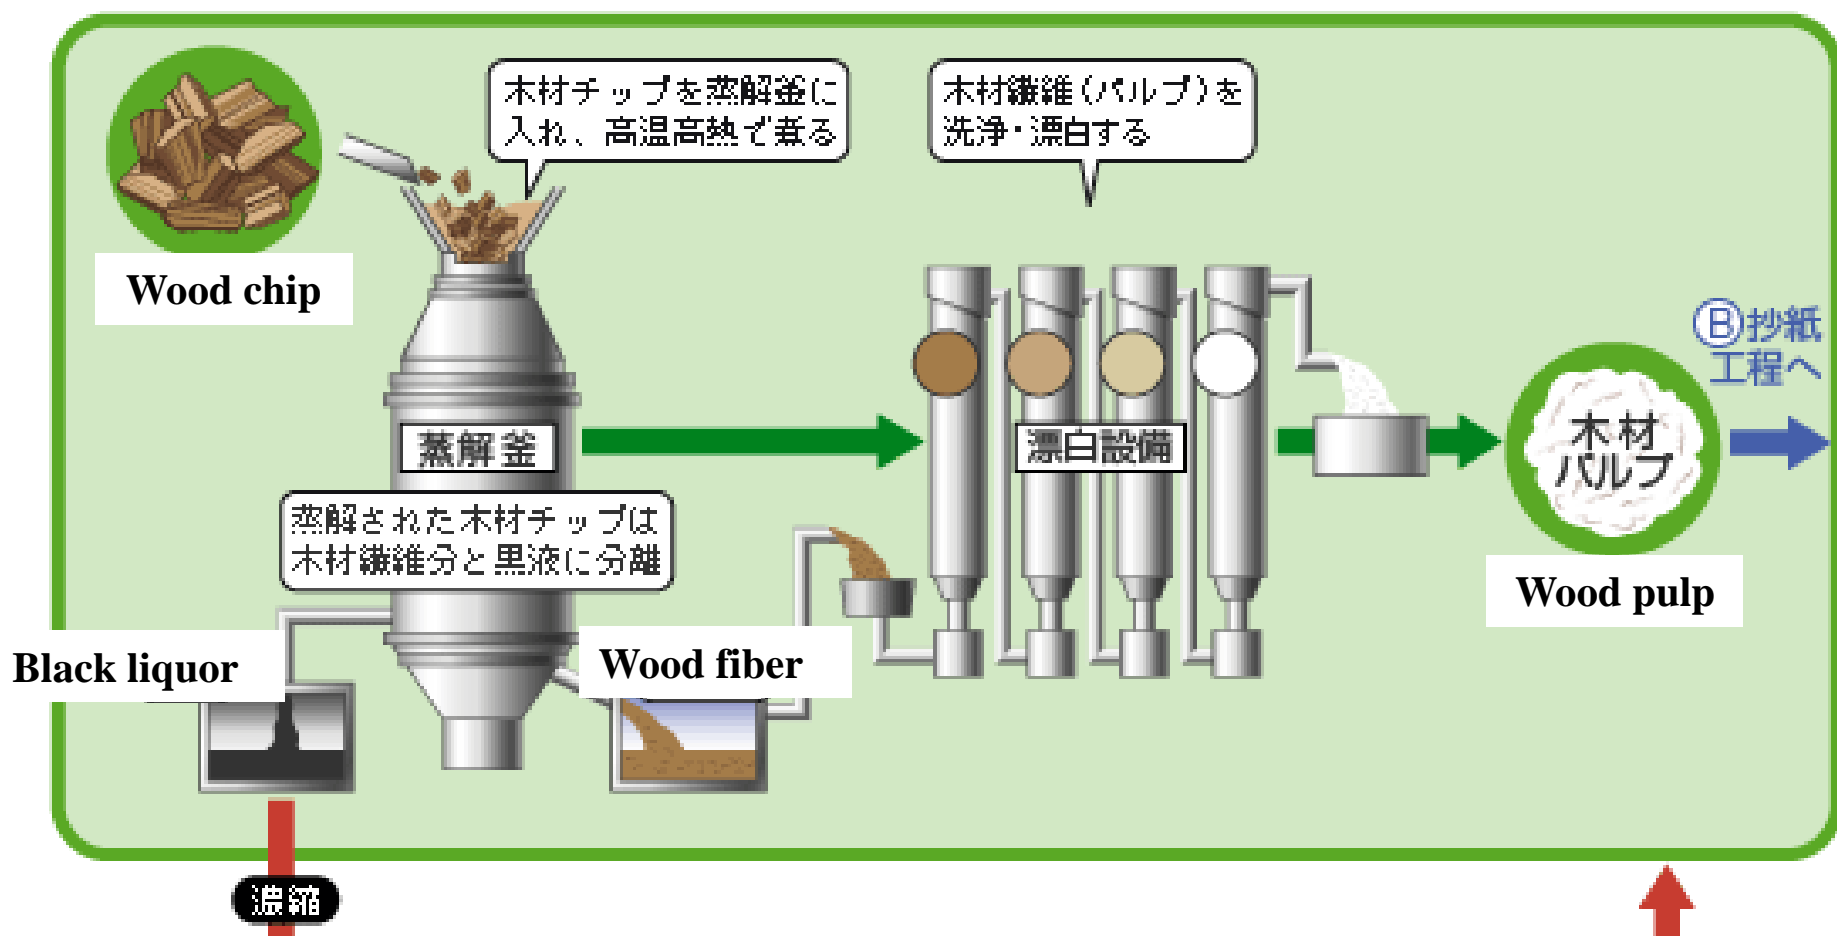 木材チップを蒸解釜に
入れ、高温高熱で煮る
木材繊維(パルプ)を
洗浄・漂白する
Wood chip
Ⓑ抄紙
工程へ
蒸解釜
漂白設備
木材
パルプ
蒸解された木材チップは
木材繊維分と黒液に分離
Wood pulp
Black liquor
Wood fiber
濃縮